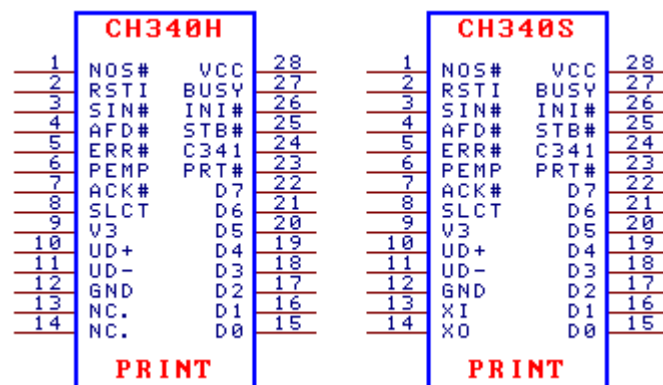 CH340H
1 NOS# VCC 28
2 RSTI BUSY 27
3 SIN# INI# 26
4 AFD# STB# 25
5 ERR# C341 24
6 PEMP PRT# 23
7 ACK# D7 22
8 SLCT D6 21
9 V3 D5 20
10 UD+ D4 19
11 UD- D3 18
12 GND D2 17
13 NC. D1 16
14 NC. D0 15
PRINT
CH340S
1 NOS# VCC 28
2 RSTI BUSY 27
3 SIN# INI# 26
4 AFD# STB# 25
5 ERR# C341 24
6 PEMP PRT# 23
7 ACK# D7 22
8 SLCT D6 21
9 V3 D5 20
10 UD+ D4 19
11 UD- D3 18
12 GND D2 17
13 XI D1 16
14 XO D0 15
PRINT